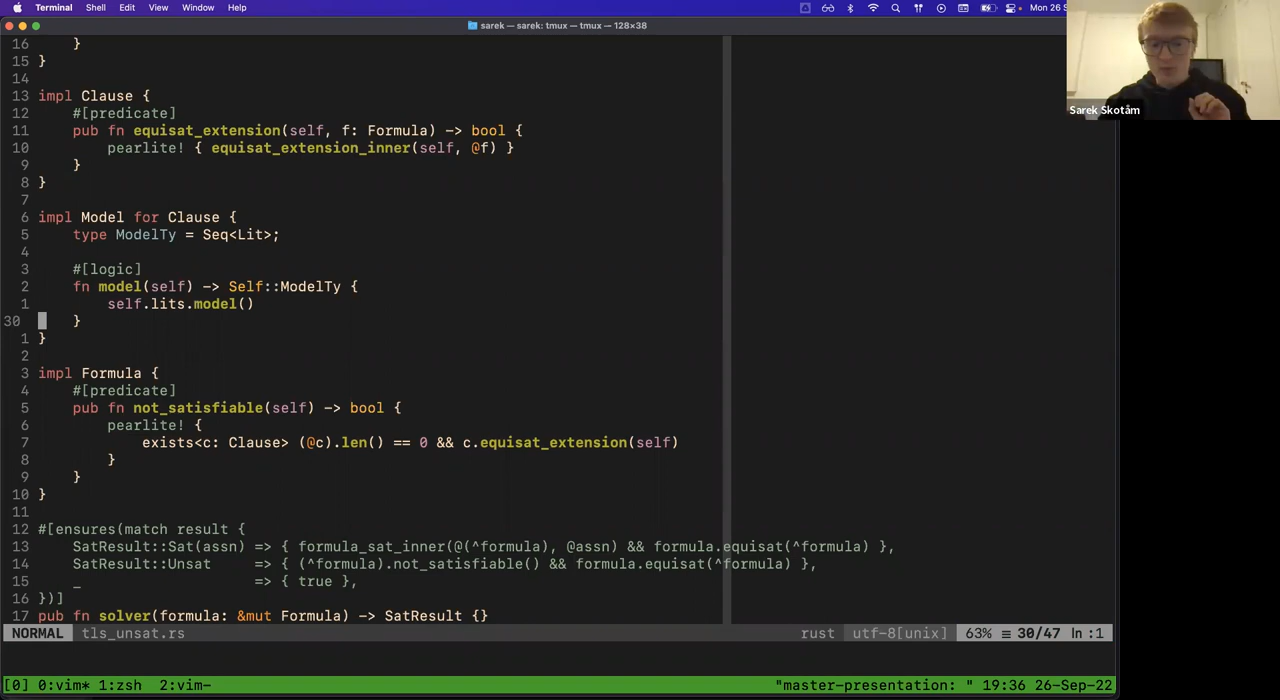 Terminal Shell Edit View Window Help Mon 26 S
sarek — sarek: tmux — tmux — 128×38
Sarek Skotåm
16     }
15 }
14
13 impl Clause {
12     #[predicate]
11     pub fn equisat_extension(self, f: Formula) -> bool {
10         pearlite! { equisat_extension_inner(self, @f) }
9     }
8 }
7
6 impl Model for Clause {
5     type ModelTy = Seq<Lit>;
4
3     #[logic]
2     fn model(self) -> Self::ModelTy {
1         self.lits.model()
30     }
1 }
2
3 impl Formula {
4     #[predicate]
5     pub fn not_satisfiable(self) -> bool {
6         pearlite! {
7             exists<c: Clause> (@c).len() == 0 && c.equisat_extension(self)
8         }
9     }
10 }
11
12 #[ensures(match result {
13     SatResult::Sat(assn) => { formula_sat_inner(@(^formula), @assn) && formula.equisat(^formula) },
14     SatResult::Unsat     => { (^formula).not_satisfiable() && formula.equisat(^formula) },
15     _                    => { true },
16 })]
17 pub fn solver(formula: &mut Formula) -> SatResult {}
NORMAL tls_unsat.rs rust utf-8[unix] 63% ≡ 30/47 ln :1
[0] 0:vim* 1:zsh  2:vim- "master-presentation: " 19:36 26-Sep-22